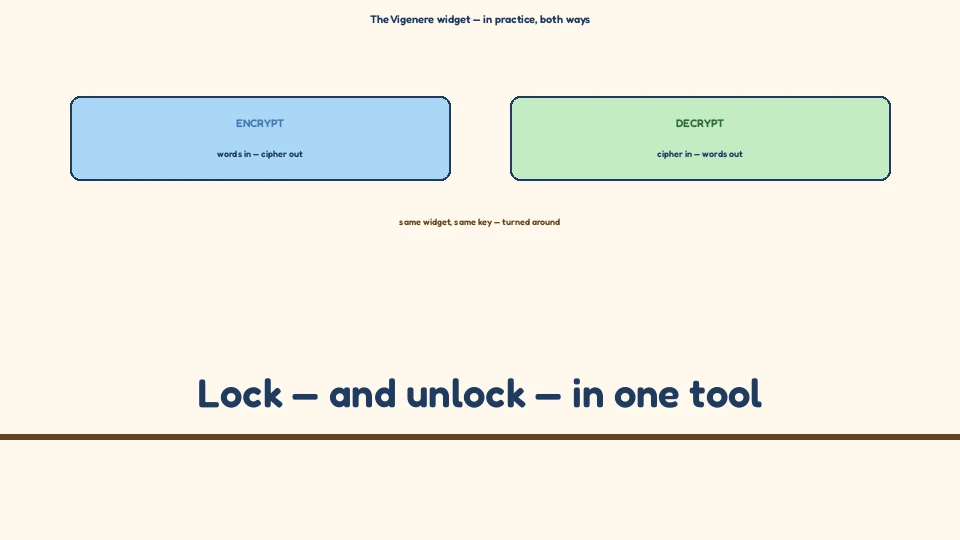 The Vigenere widget — in practice, both ways
ENCRYPT
words in — cipher out
DECRYPT
cipher in — words out
same widget, same key — turned around
Lock — and unlock — in one tool